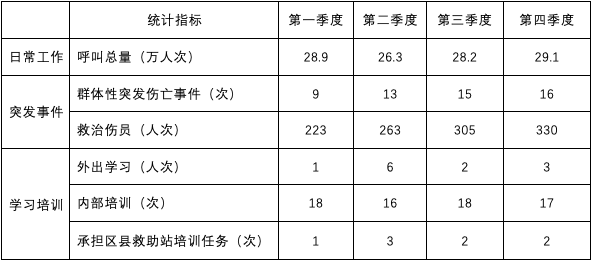 统计指标 第一季度 第二季度 第三季度 第四季度
日常工作 呼叫总量（万人次） 28.9 26.3 28.2 29.1
突发事件 群体性突发伤亡事件（次） 9 13 15 16
救治伤员（人次） 223 263 305 330
学习培训 外出学习（人次） 1 6 2 3
内部培训（次） 18 16 18 17
承担区县救助站培训任务（次） 1 3 2 2